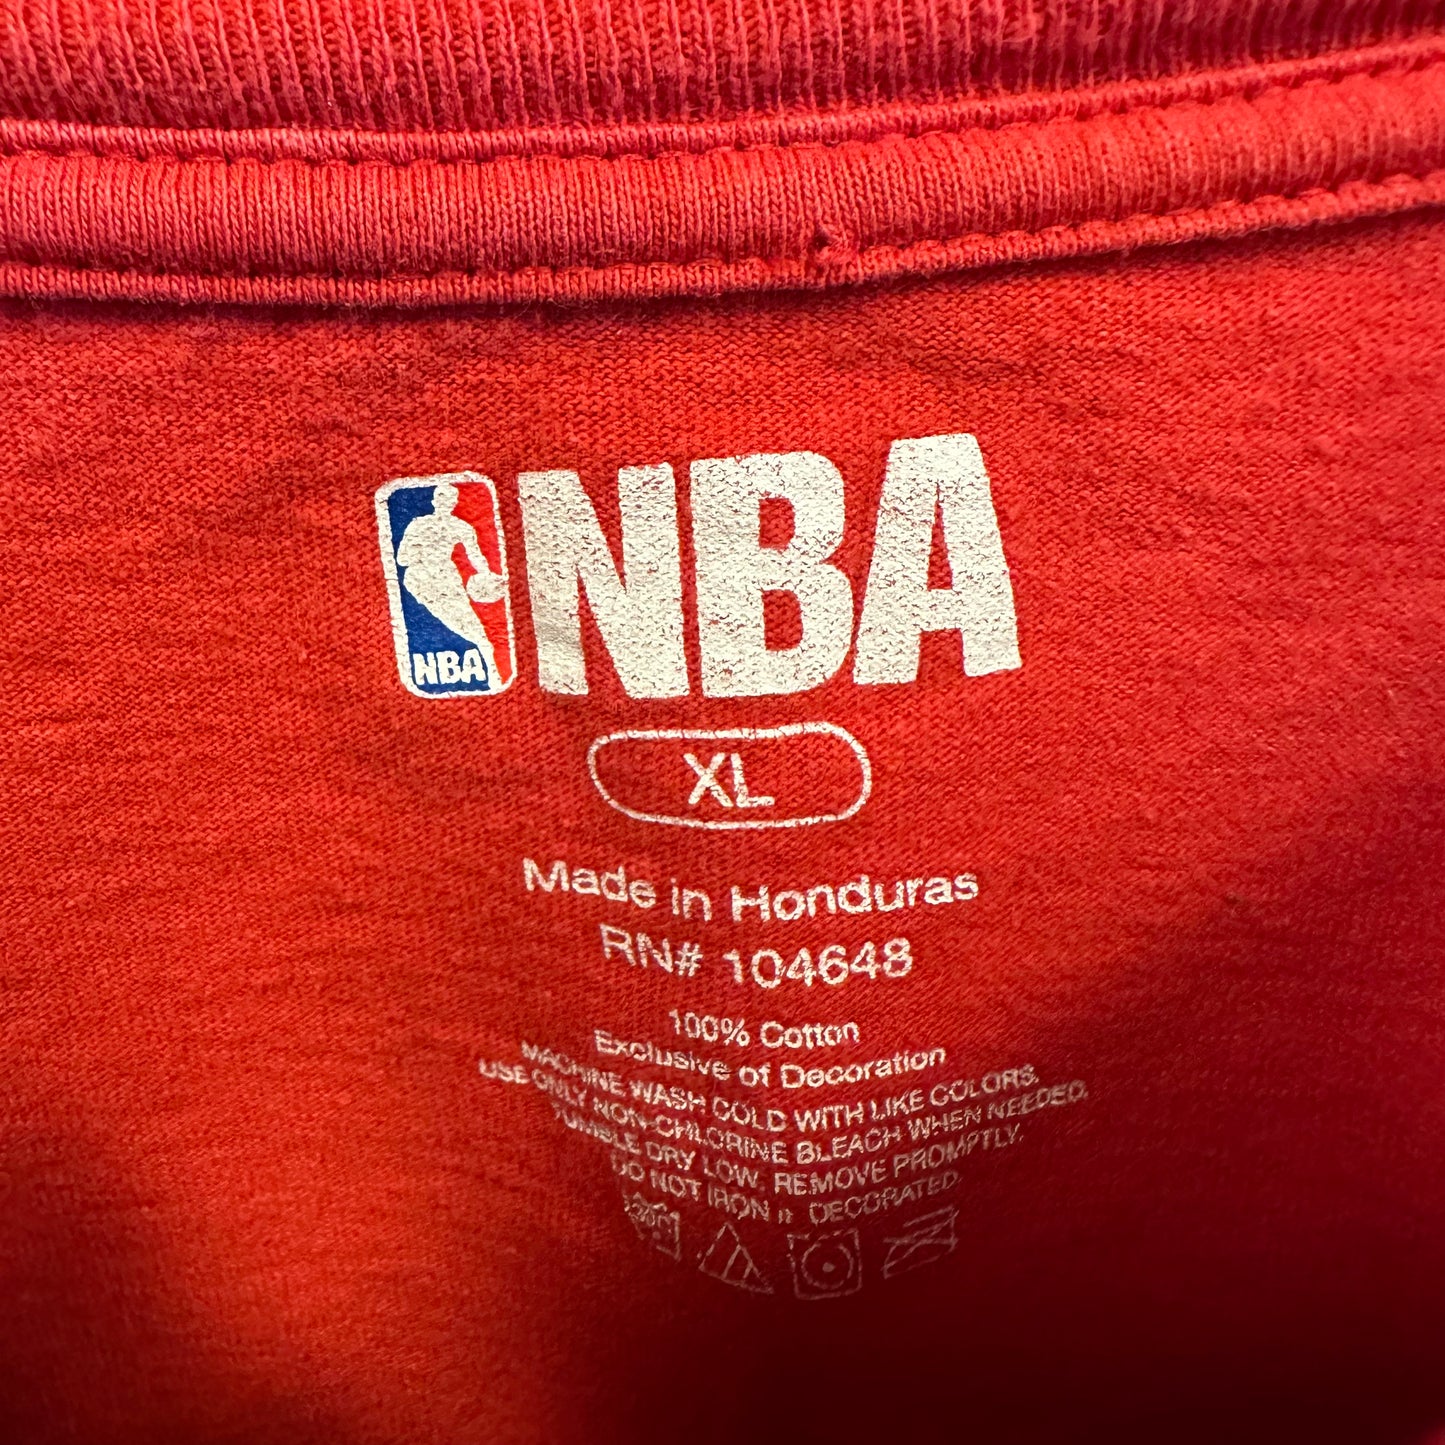 NBA NBA
XL
Made in Honduras
RN# 104648
100% Cotton
Exclusive of Decoration
MACHINE WASH COLD WITH LIKE COLORS.
USE ONLY NON-CHLORINE BLEACH WHEN NEEDED.
TUMBLE DRY LOW. REMOVE PROMPTLY.
DO NOT IRON IF DECORATED.